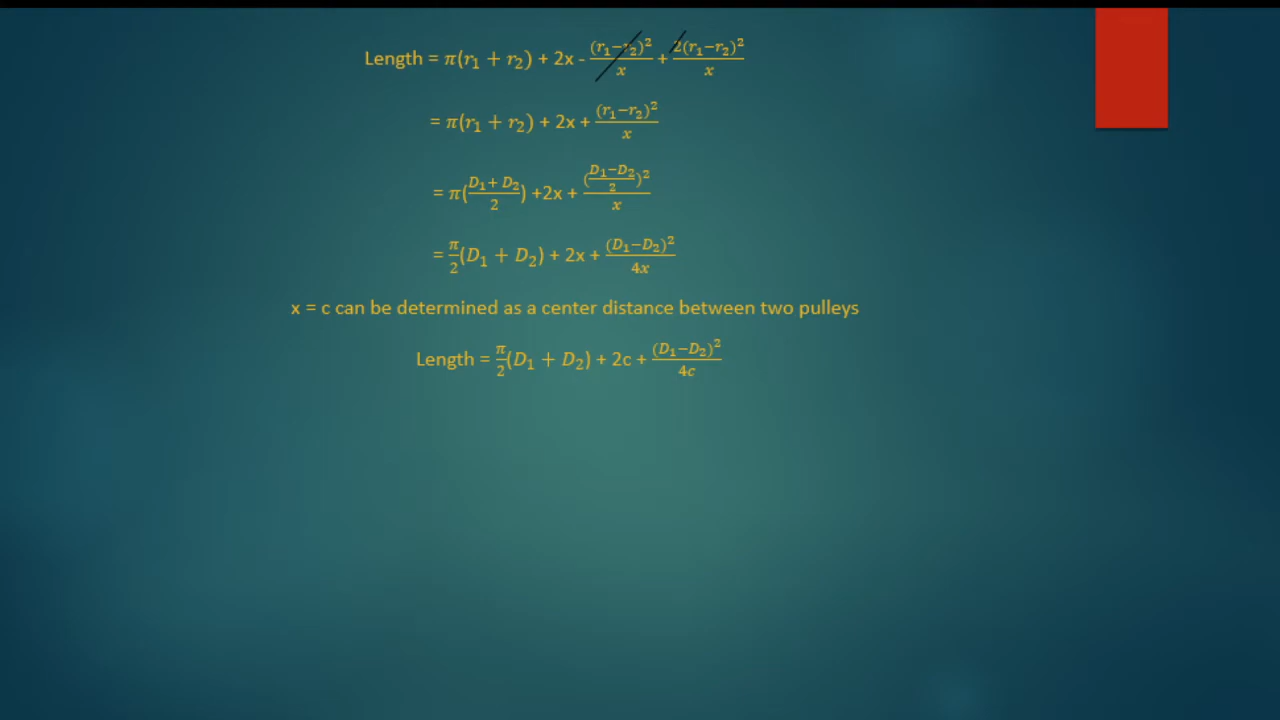 Length = π(r₁ + r₂) + 2x - (r₁−r₂)²/x + 2(r₁−r₂)²/x
= π(r₁ + r₂) + 2x + (r₁−r₂)²/x
= π((D₁+ D₂)/2) +2x + ((D₁−D₂)/2)²/x
= π/2(D₁ + D₂) + 2x + (D₁−D₂)²/4x
x = c can be determined as a center distance between two pulleys
Length = π/2(D₁ + D₂) + 2c + (D₁−D₂)²/4c